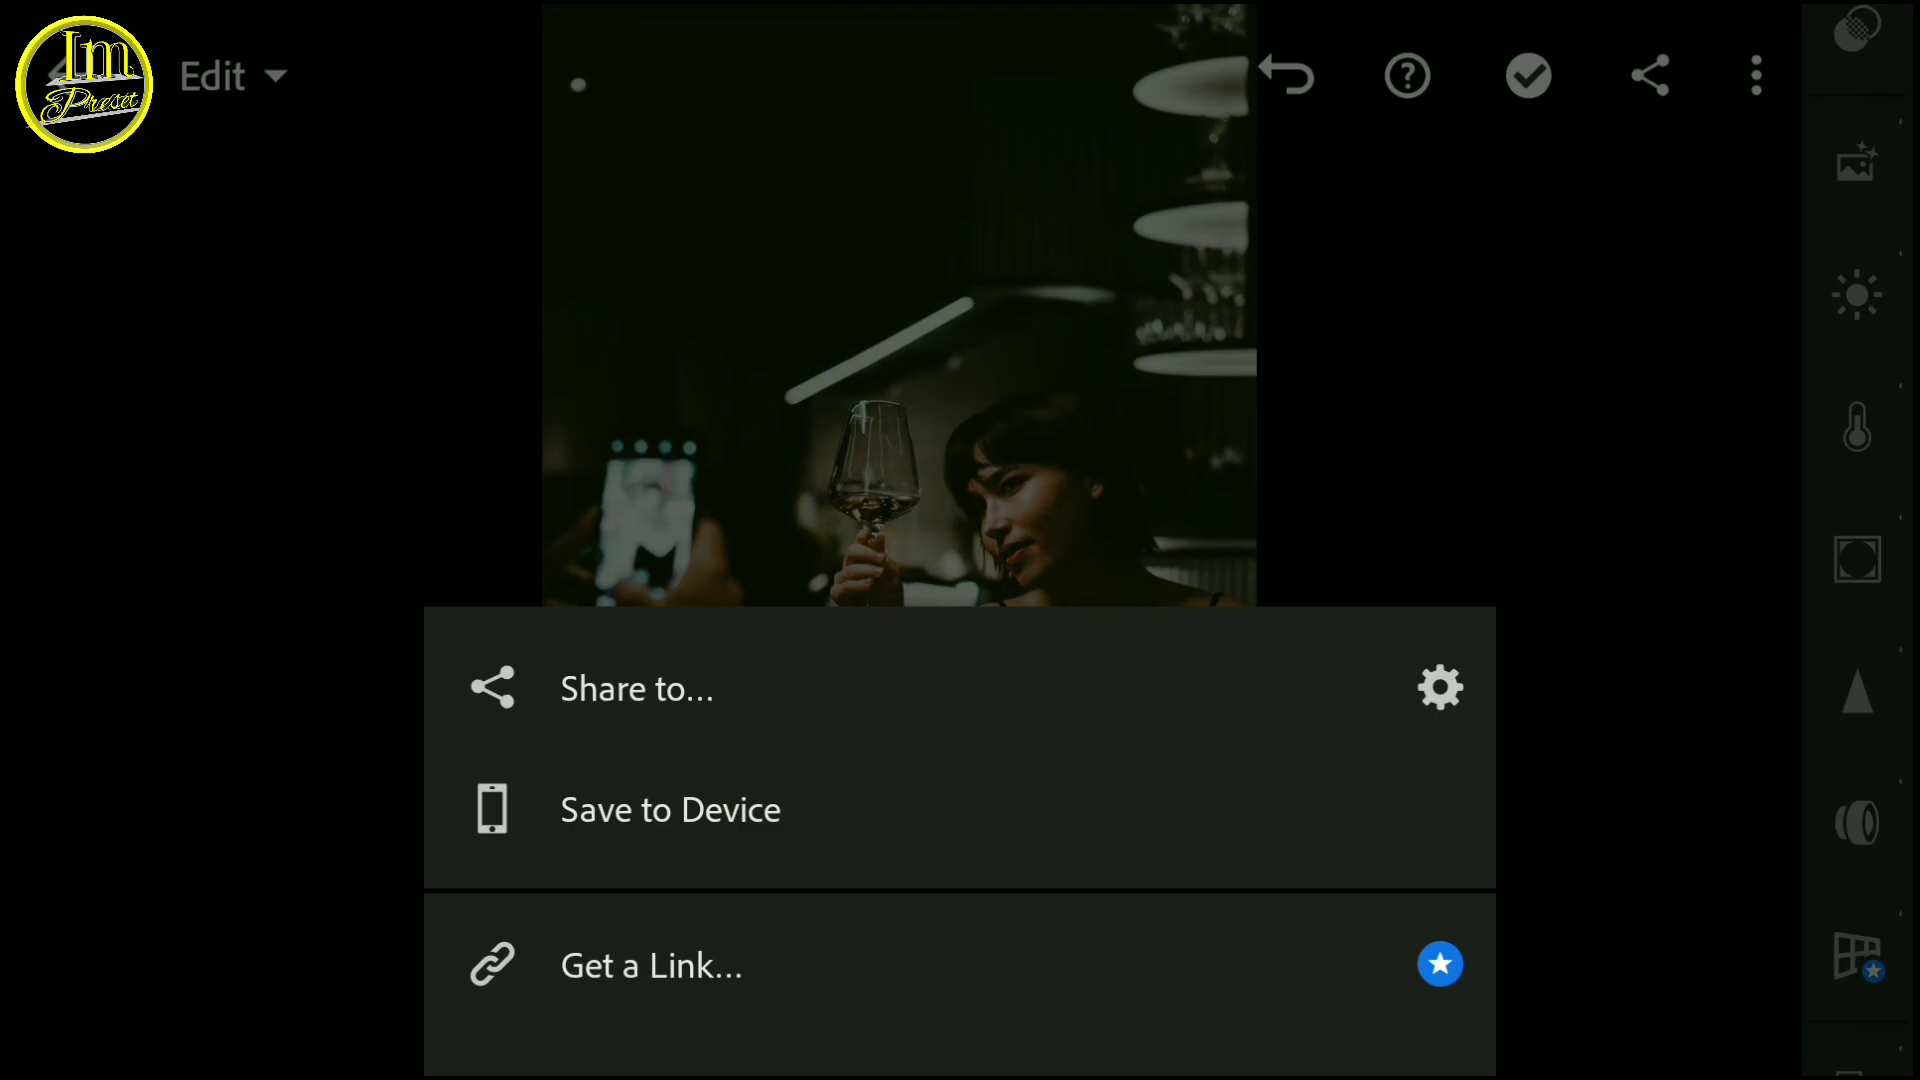 Im
Preset
Edit
Share to...
Save to Device
Get a Link...